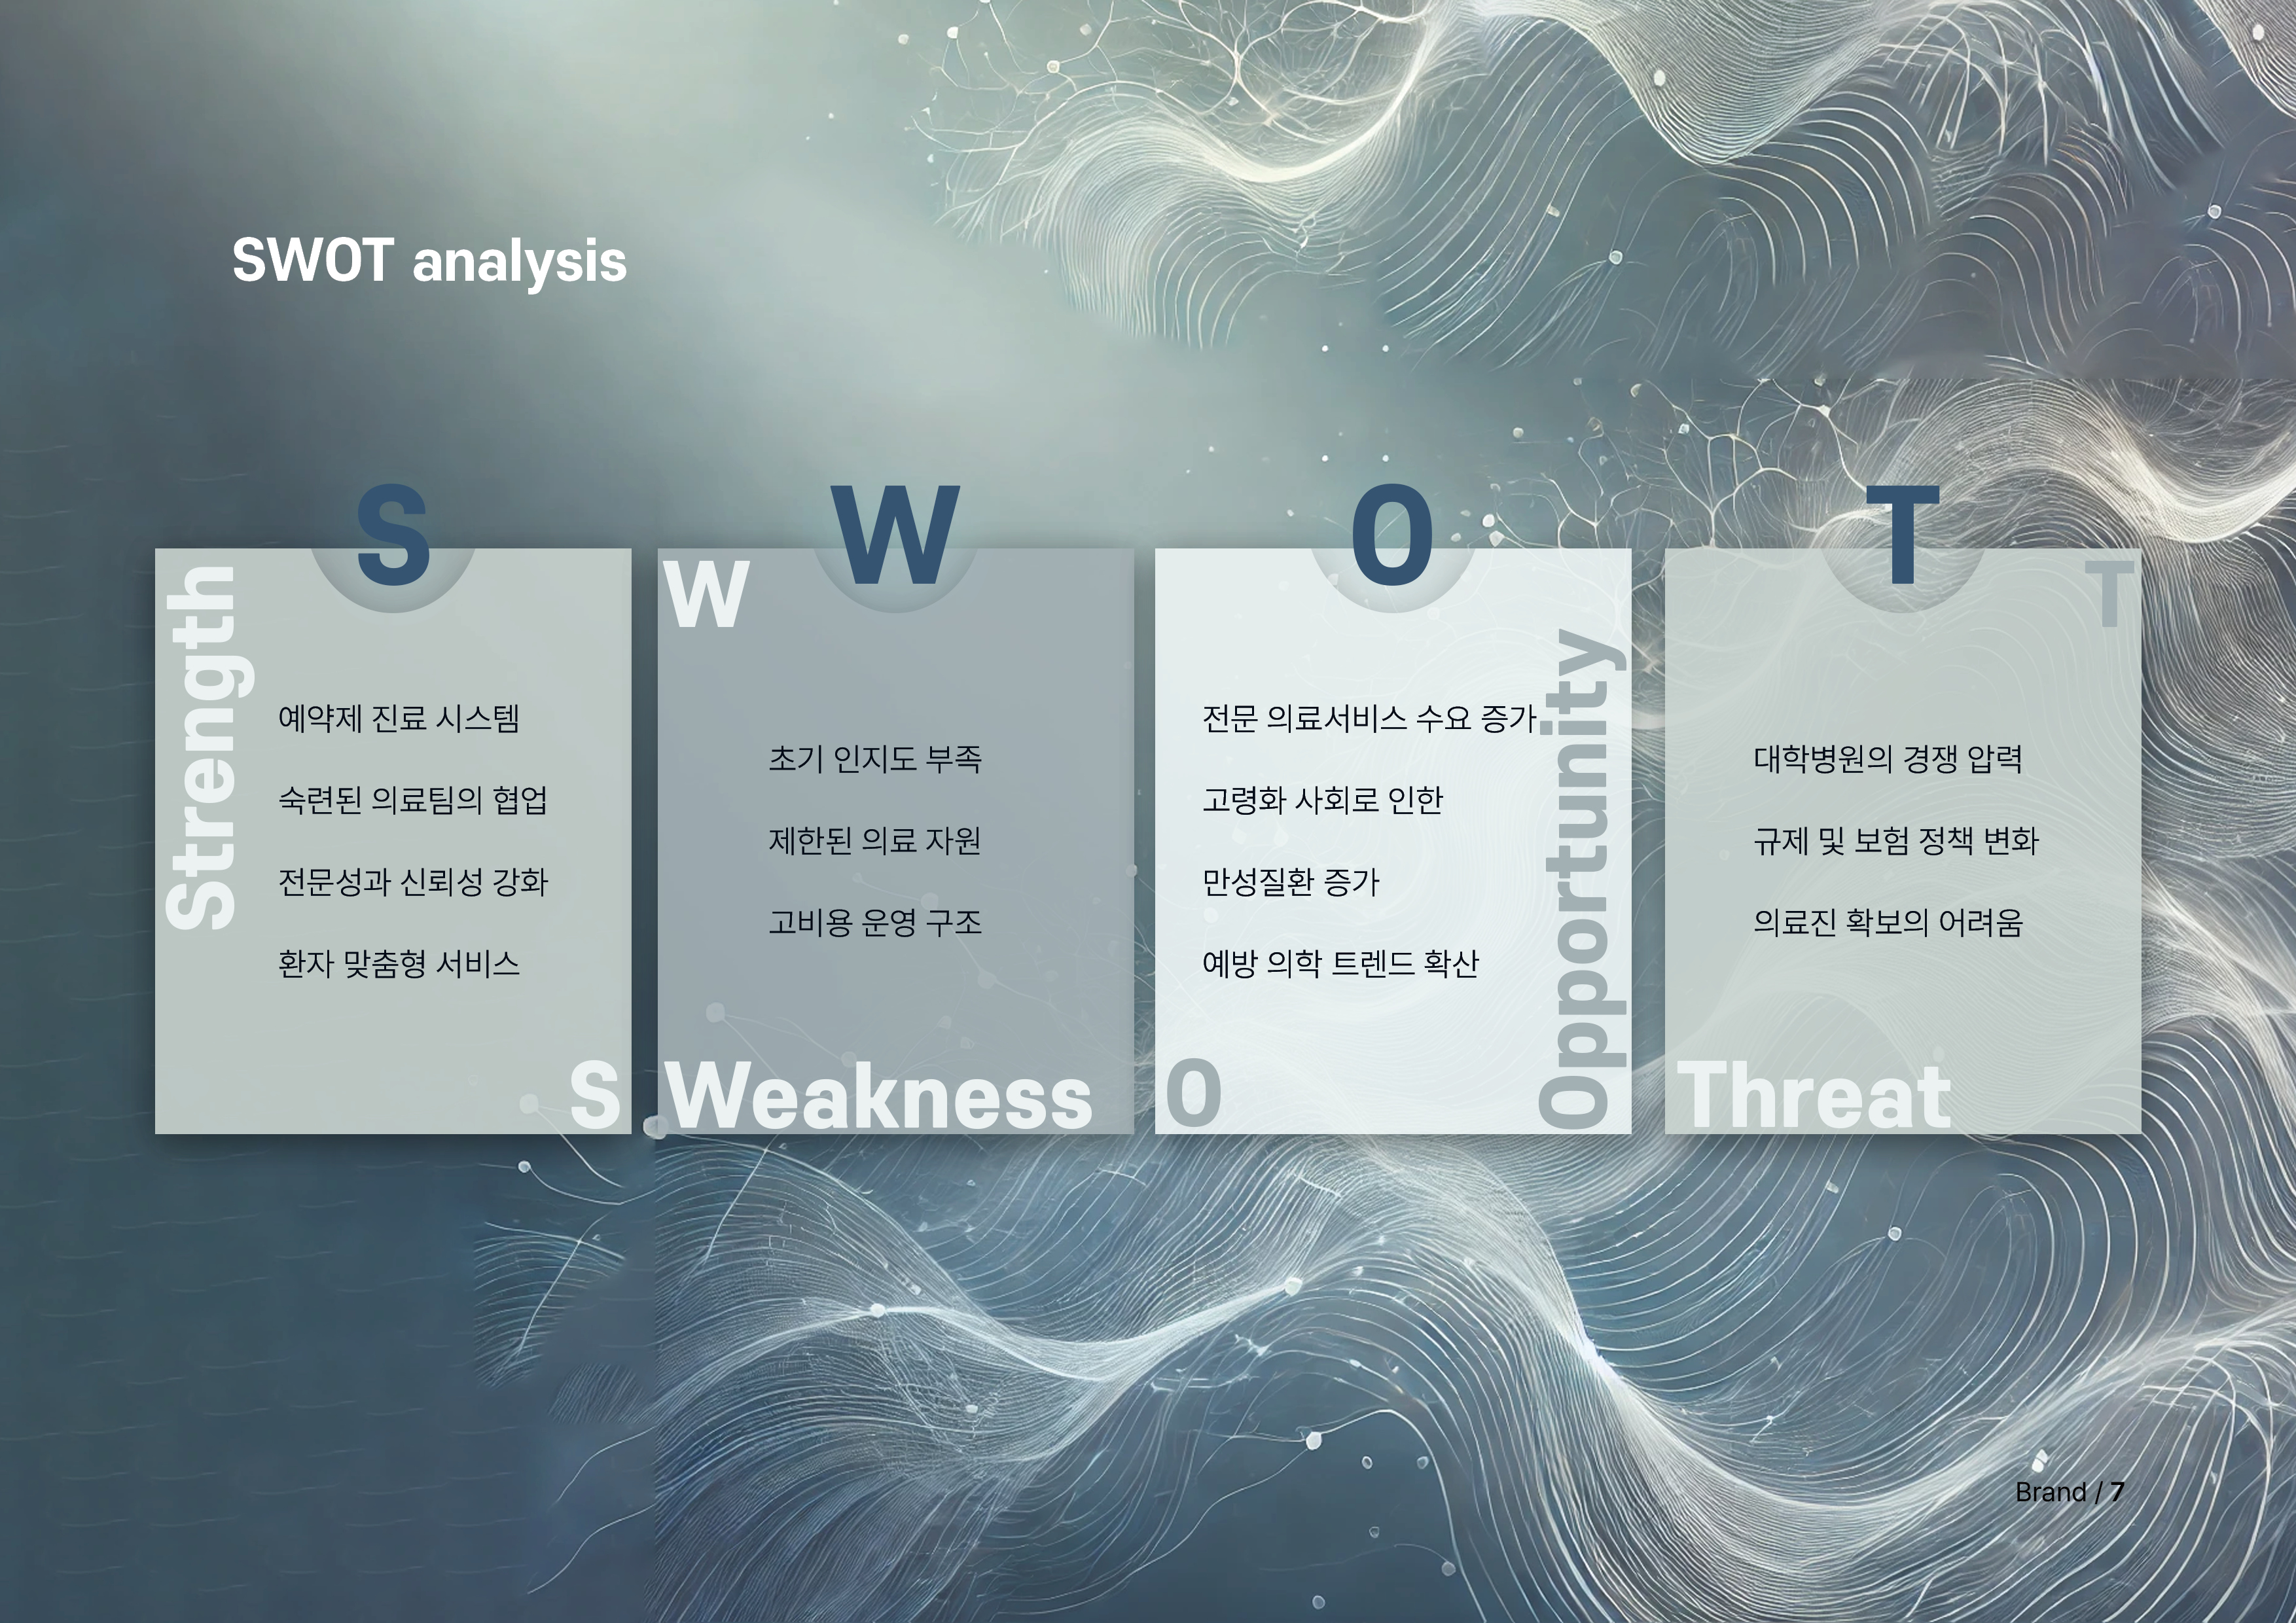 SWOT analysis
S
Strength
예약제 진료 시스템
숙련된 의료팀의 협업
전문성과 신뢰성 강화
환자 맞춤형 서비스
S
W
W
초기 인지도 부족
제한된 의료 자원
고비용 운영 구조
Weakness
O
전문 의료서비스 수요 증가
고령화 사회로 인한
만성질환 증가
예방 의학 트렌드 확산
Opportunity
O
T
T
대학병원의 경쟁 압력
규제 및 보험 정책 변화
의료진 확보의 어려움
Threat
Brand / 7